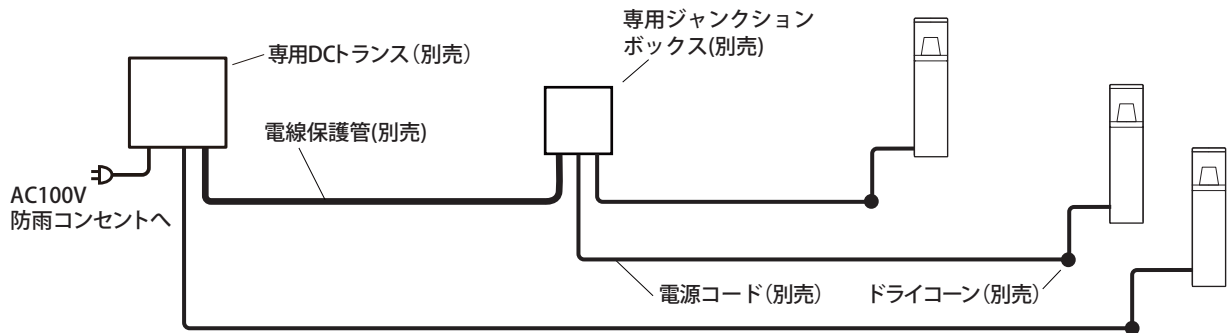 専用DCトランス（別売）
専用ジャンクション
ボックス(別売)
電線保護管(別売)
AC100V
防雨コンセントへ
電源コード（別売）
ドライコーン（別売）